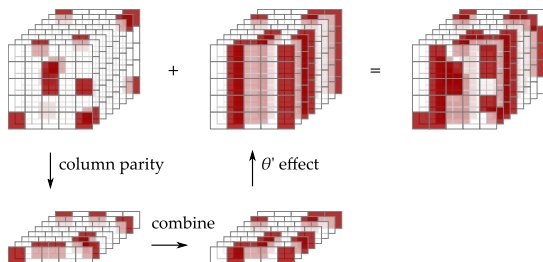 +
=
column parity
θ' effect
combine